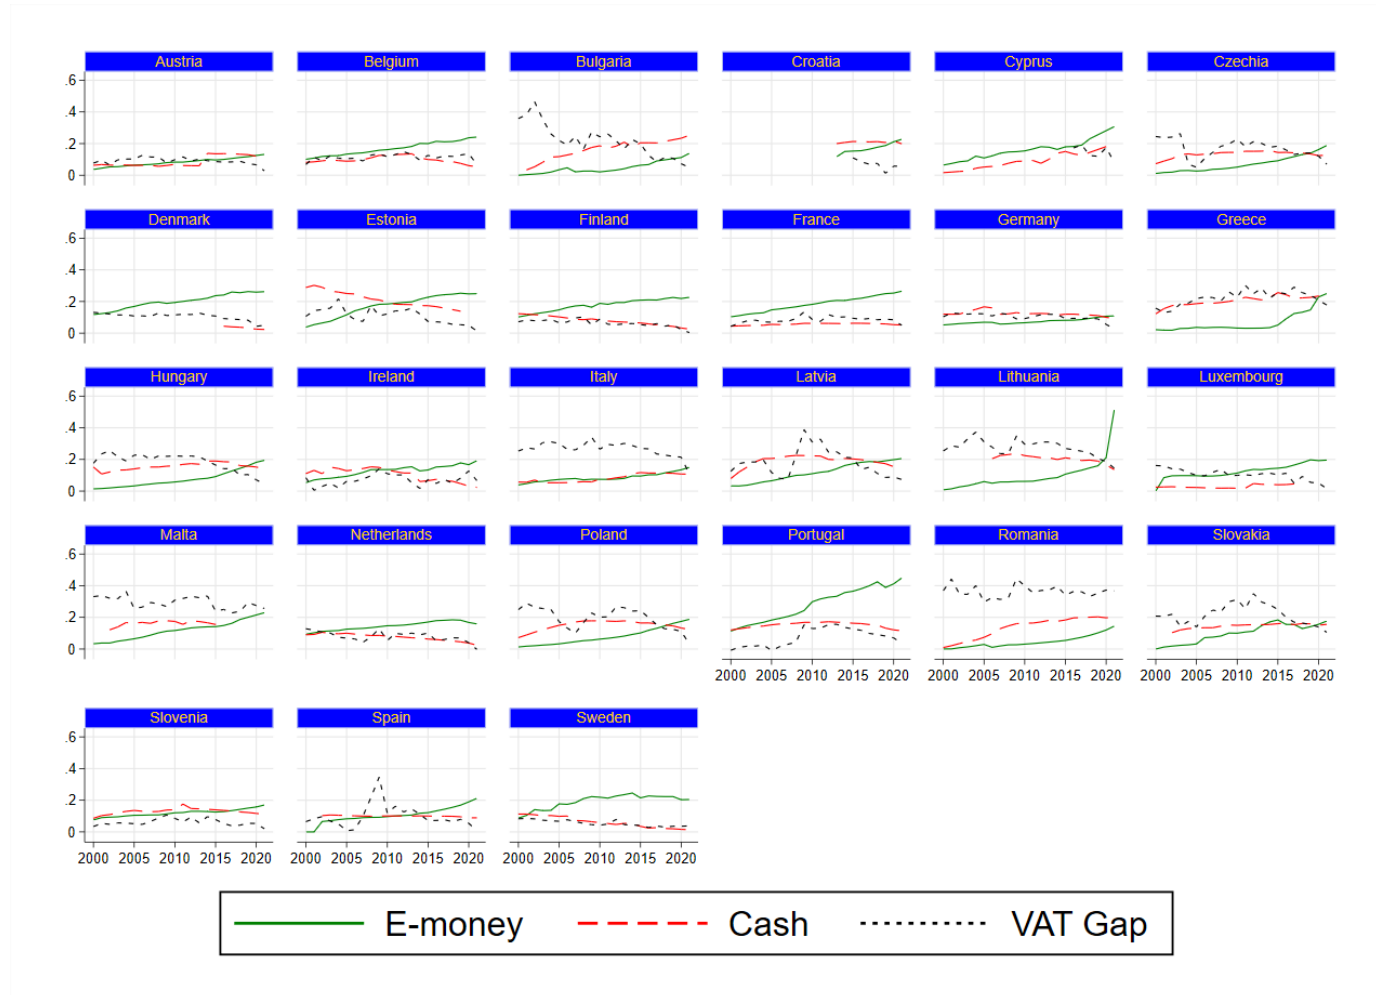 Austria Belgium Bulgaria Croatia Cyprus Czechia
.6
.4
.2
0
Denmark Estonia Finland France Germany Greece
.6
.4
.2
0
Hungary Ireland Italy Latvia Lithuania Luxembourg
.6
.4
.2
0
Malta Netherlands Poland Portugal Romania Slovakia
.6
.4
.2
0
2000 2005 2010 2015 2020 2000 2005 2010 2015 2020 2000 2005 2010 2015 2020
Slovenia Spain Sweden
.6
.4
.2
0
2000 2005 2010 2015 2020 2000 2005 2010 2015 2020 2000 2005 2010 2015 2020
E-money Cash VAT Gap